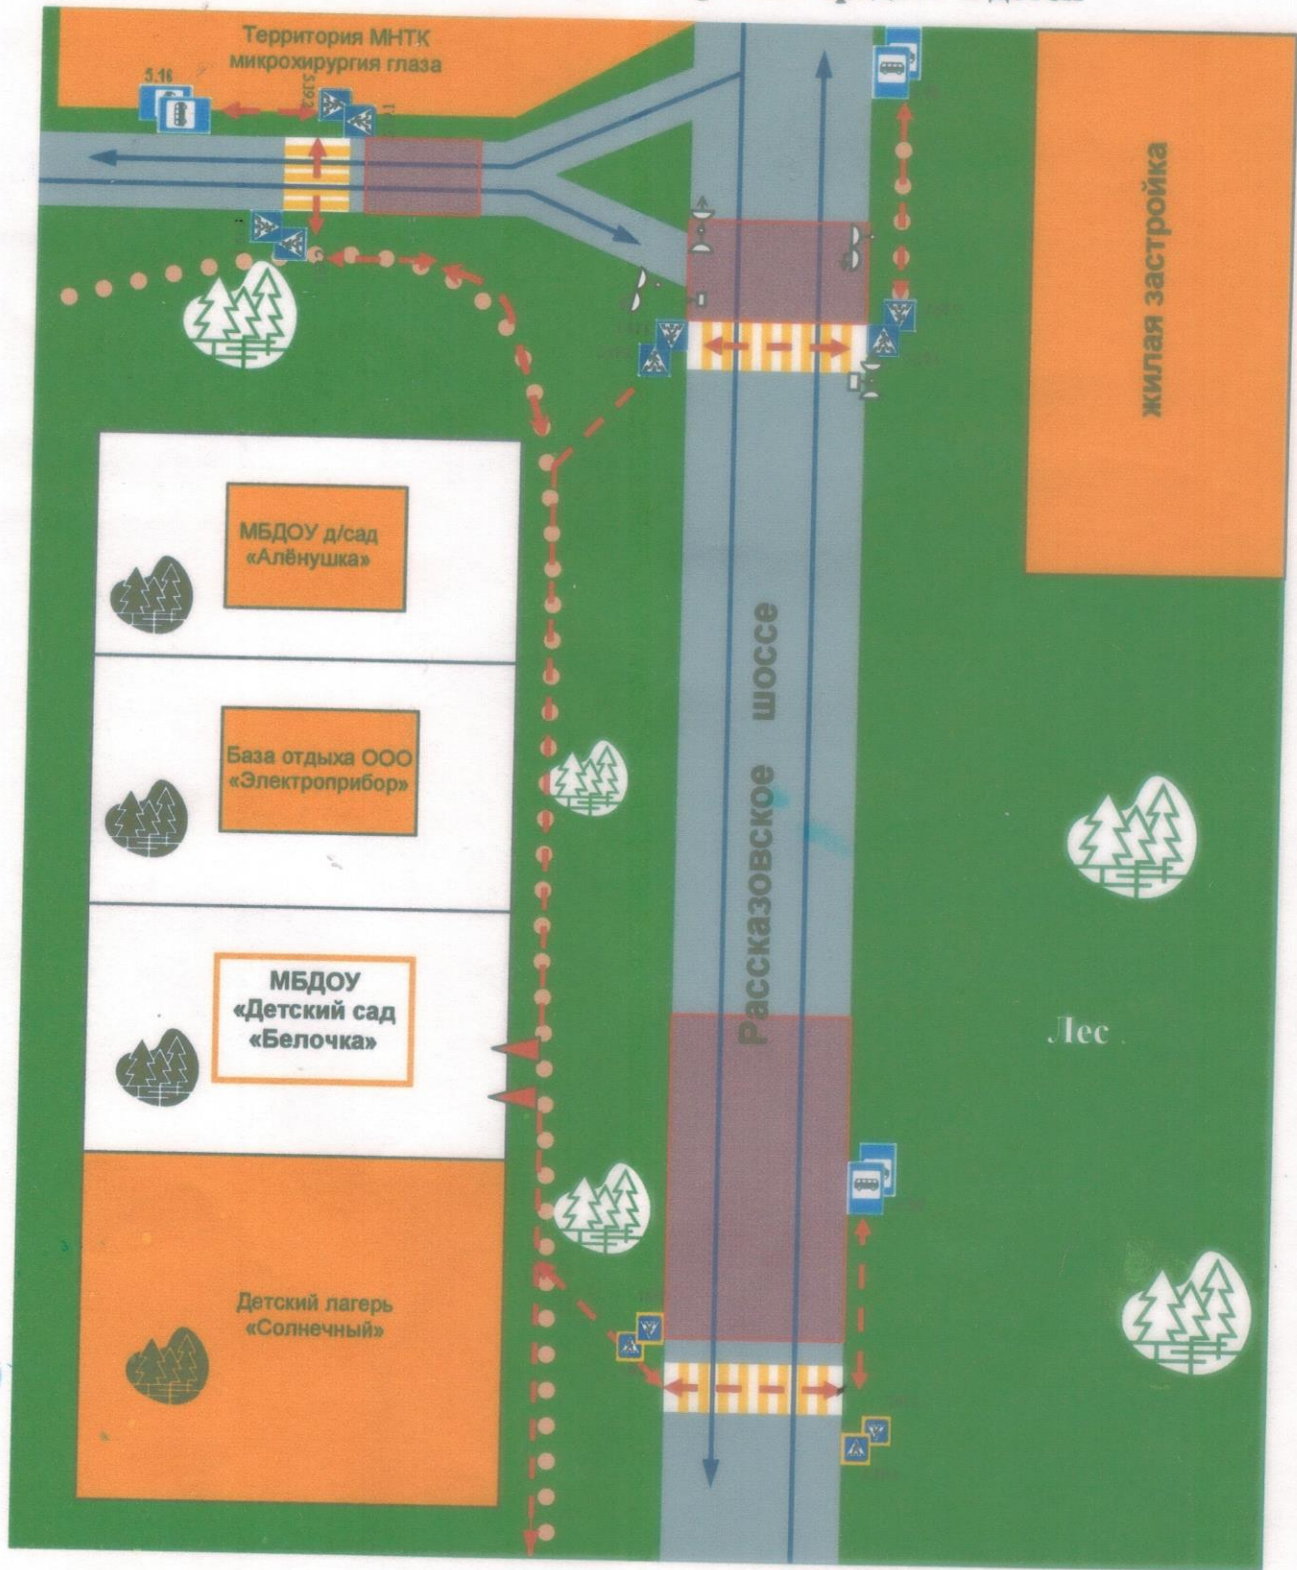 Территория МНТК
микрохирургия глаза
5.16
жилая застройка
МБДОУ д/сад
«Алёнушка»
База отдыха ООО
«Электроприбор»
Рассказовское шоссе
МБДОУ
«Детский сад
«Белочка»
Лес
Детский лагерь
«Солнечный»